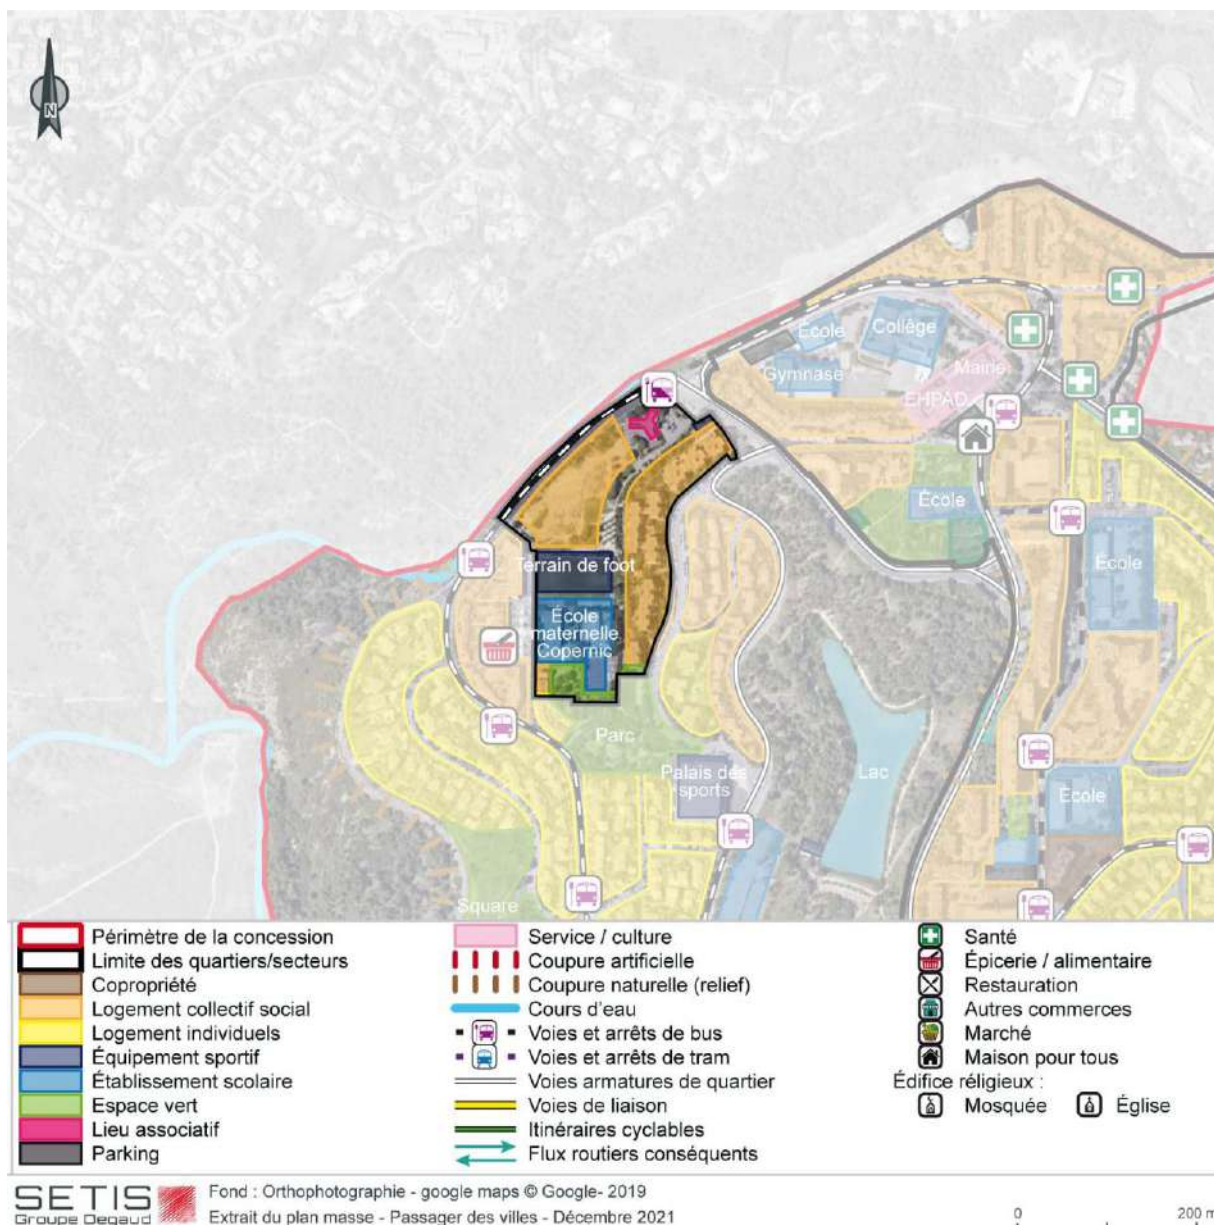 N
École
Collège
Gymnase
Mairie
EHPAD
École
École
Terrain de foot
École
maternelle
Copernic
Parc
Palais des
sports
Lac
École
Square
Périmètre de la concession
Limite des quartiers/secteurs
Copropriété
Logement collectif social
Logement individuels
Équipement sportif
Établissement scolaire
Espace vert
Lieu associatif
Parking
Service / culture
Coupure artificielle
Coupure naturelle (relief)
Cours d'eau
Voies et arrêts de bus
Voies et arrêts de tram
Voies armatures de quartier
Voies de liaison
Itinéraires cyclables
Flux routiers conséquents
Santé
Épicerie / alimentaire
Restauration
Autres commerces
Marché
Maison pour tous
Édifice réligieux :
Mosquée
Église
SETIS
Groupe Degaud
Fond : Orthophotographie - google maps © Google- 2019
Extrait du plan masse - Passager des villes - Décembre 2021
0 200 m